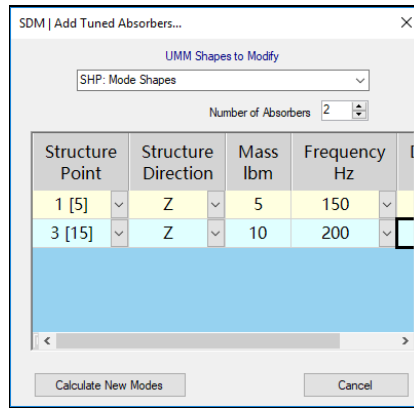 SDM | Add Tuned Absorbers...
UMM Shapes to Modify
SHP: Mode Shapes
Number of Absorbers 2
Structure Point Structure Direction Mass lbm Frequency Hz
1 [5] Z 5 150
3 [15] Z 10 200
Calculate New Modes Cancel